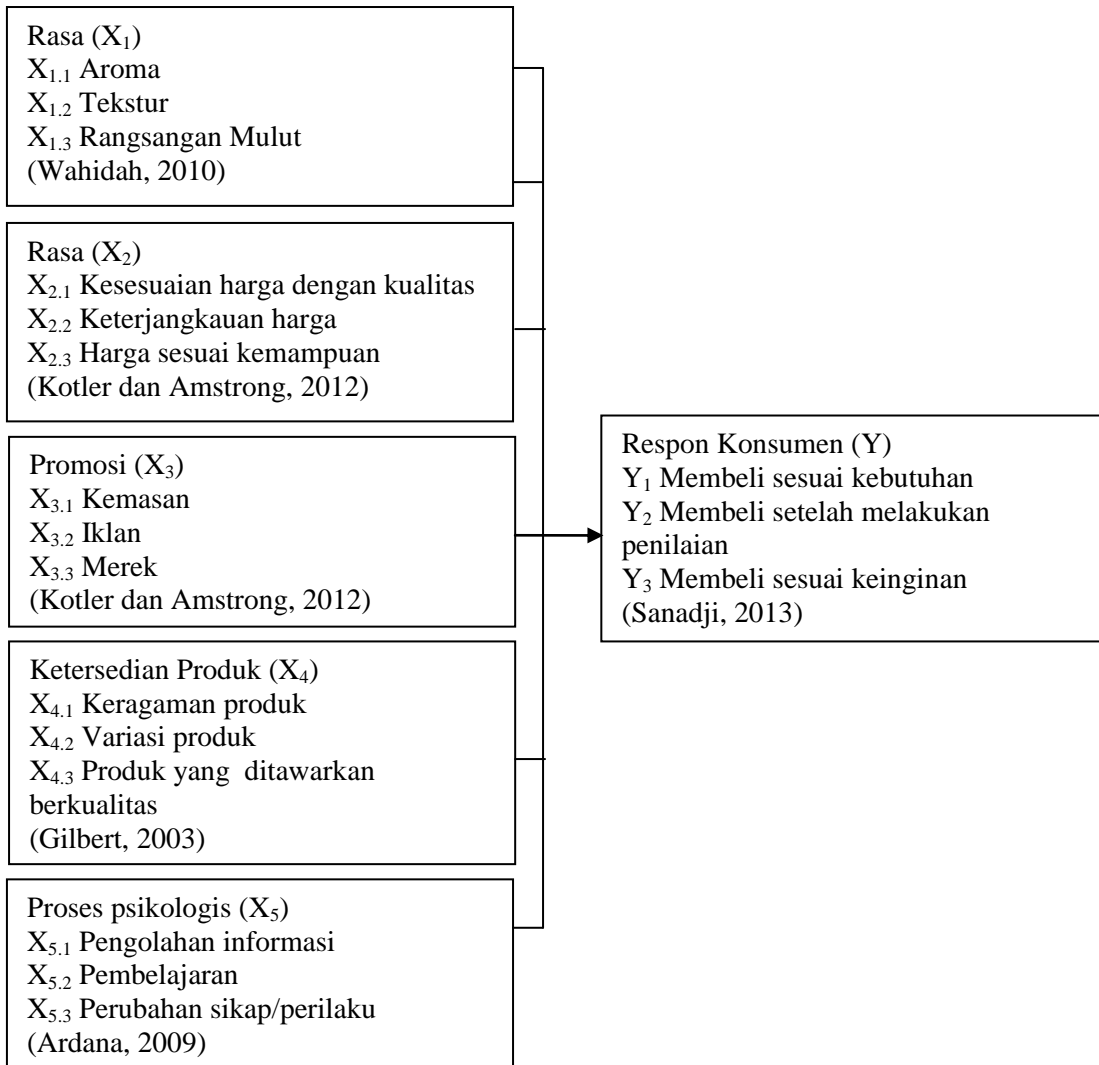 Rasa (X₁)
X₁.₁ Aroma
X₁.₂ Tekstur
X₁.₃ Rangsangan Mulut
(Wahidah, 2010)
Rasa (X₂)
X₂.₁ Kesesuaian harga dengan kualitas
X₂.₂ Keterjangkauan harga
X₂.₃ Harga sesuai kemampuan
(Kotler dan Amstrong, 2012)
Promosi (X₃)
X₃.₁ Kemasan
X₃.₂ Iklan
X₃.₃ Merek
(Kotler dan Amstrong, 2012)
Ketersedian Produk (X₄)
X₄.₁ Keragaman produk
X₄.₂ Variasi produk
X₄.₃ Produk yang  ditawarkan
berkualitas
(Gilbert, 2003)
Proses psikologis (X₅)
X₅.₁ Pengolahan informasi
X₅.₂ Pembelajaran
X₅.₃ Perubahan sikap/perilaku
(Ardana, 2009)
Respon Konsumen (Y)
Y₁ Membeli sesuai kebutuhan
Y₂ Membeli setelah melakukan
penilaian
Y₃ Membeli sesuai keinginan
(Sanadji, 2013)